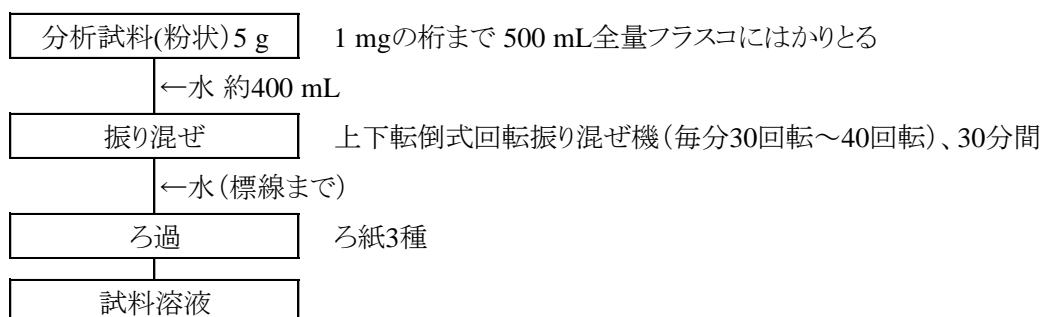 分析試料(粉状)5 g 1 mgの桁まで 500 mL全量フラスコにはかりとる
←水 約400 mL
振り混ぜ 上下転倒式回転振り混ぜ機(毎分30回転～40回転)、30分間
←水(標線まで)
ろ過 ろ紙3種
試料溶液